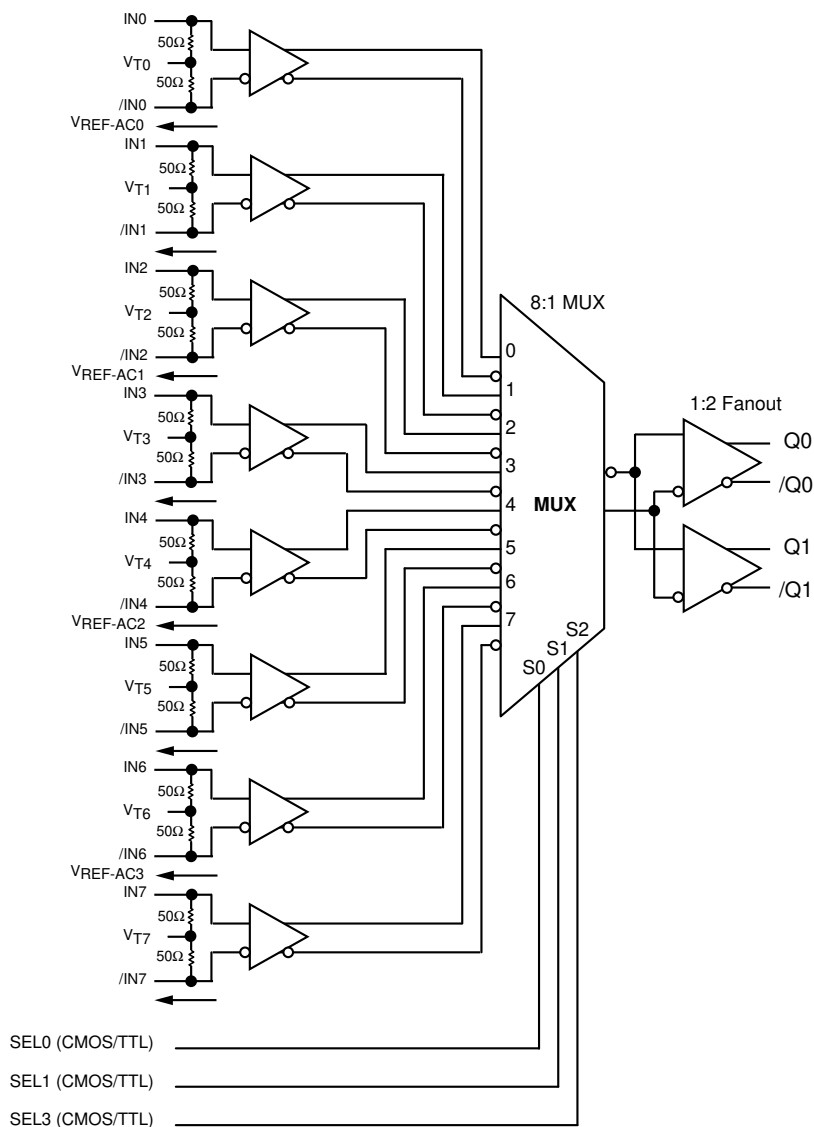 IN0
50Ω
VT0
50Ω
/IN0
VREF-AC0
IN1
50Ω
VT1
50Ω
/IN1
IN2
50Ω
VT2
50Ω
/IN2
VREF-AC1
IN3
50Ω
VT3
50Ω
/IN3
IN4
50Ω
VT4
50Ω
/IN4
VREF-AC2
IN5
50Ω
VT5
50Ω
/IN5
IN6
50Ω
VT6
50Ω
/IN6
VREF-AC3
IN7
50Ω
VT7
50Ω
/IN7
SEL0 (CMOS/TTL)
SEL1 (CMOS/TTL)
SEL3 (CMOS/TTL)
8:1 MUX
0
1
2
3
4
5
6
7
MUX
S0
S1
S2
1:2 Fanout
Q0
/Q0
Q1
/Q1